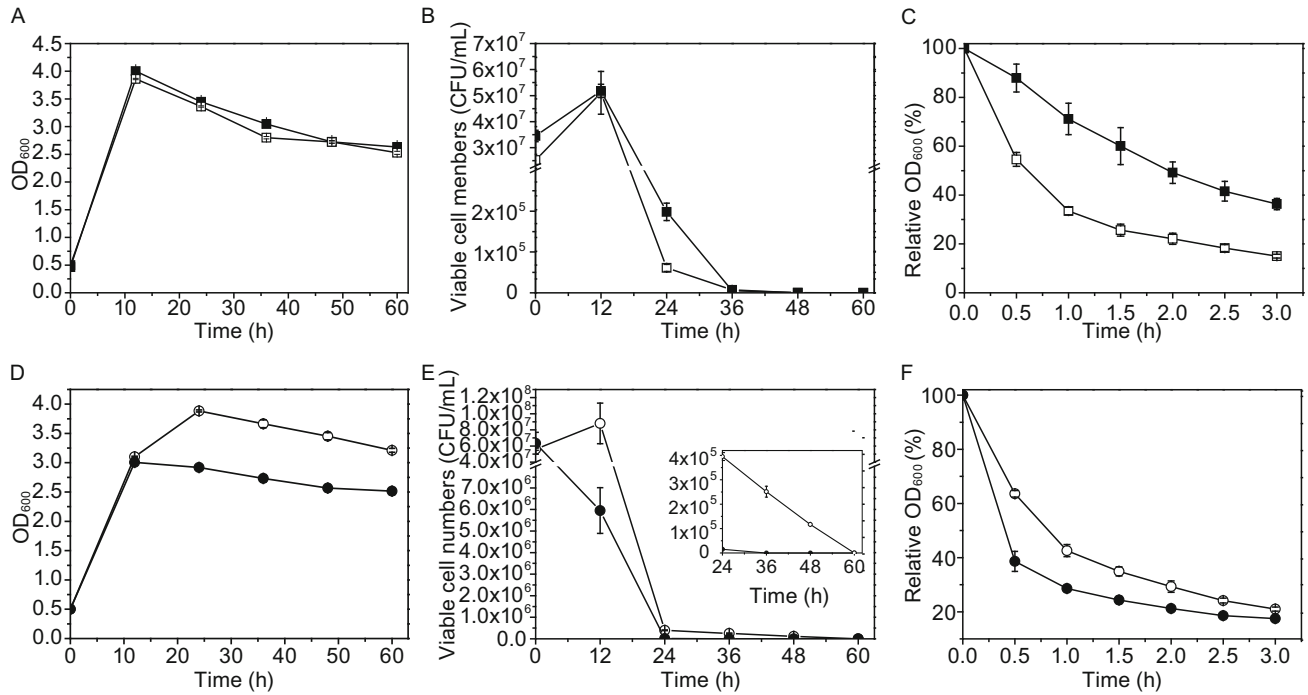 A
4.5
4.0
3.5
3.0
2.5
2.0
1.5
1.0
0.5
0.0
OD600
0 10 20 30 40 50 60
Time (h)
B
7x10^7
6x10^7
5x10^7
4x10^7
3x10^7
2x10^5
1x10^5
0
Viable cell menbers (CFU/mL)
0 12 24 36 48 60
Time (h)
C
100
80
60
40
20
0
Relative OD600 (%)
0.0 0.5 1.0 1.5 2.0 2.5 3.0
Time (h)
D
4.0
3.5
3.0
2.5
2.0
1.5
1.0
0.5
0.0
OD600
0 10 20 30 40 50 60
Time (h)
E
1.2x10^8
1.0x10^8
8.0x10^7
6.0x10^7
4.0x10^7
6.0x10^6
5.0x10^6
4.0x10^6
3.0x10^6
2.0x10^6
1.0x10^6
0.0
Viable cell numbers (CFU/mL)
0 12 24 36 48 60
Time (h)
4x10^5
3x10^5
2x10^5
1x10^5
0
24 36 48 60
Time (h)
F
100
80
60
40
20
Relative OD600 (%)
0.0 0.5 1.0 1.5 2.0 2.5 3.0
Time (h)